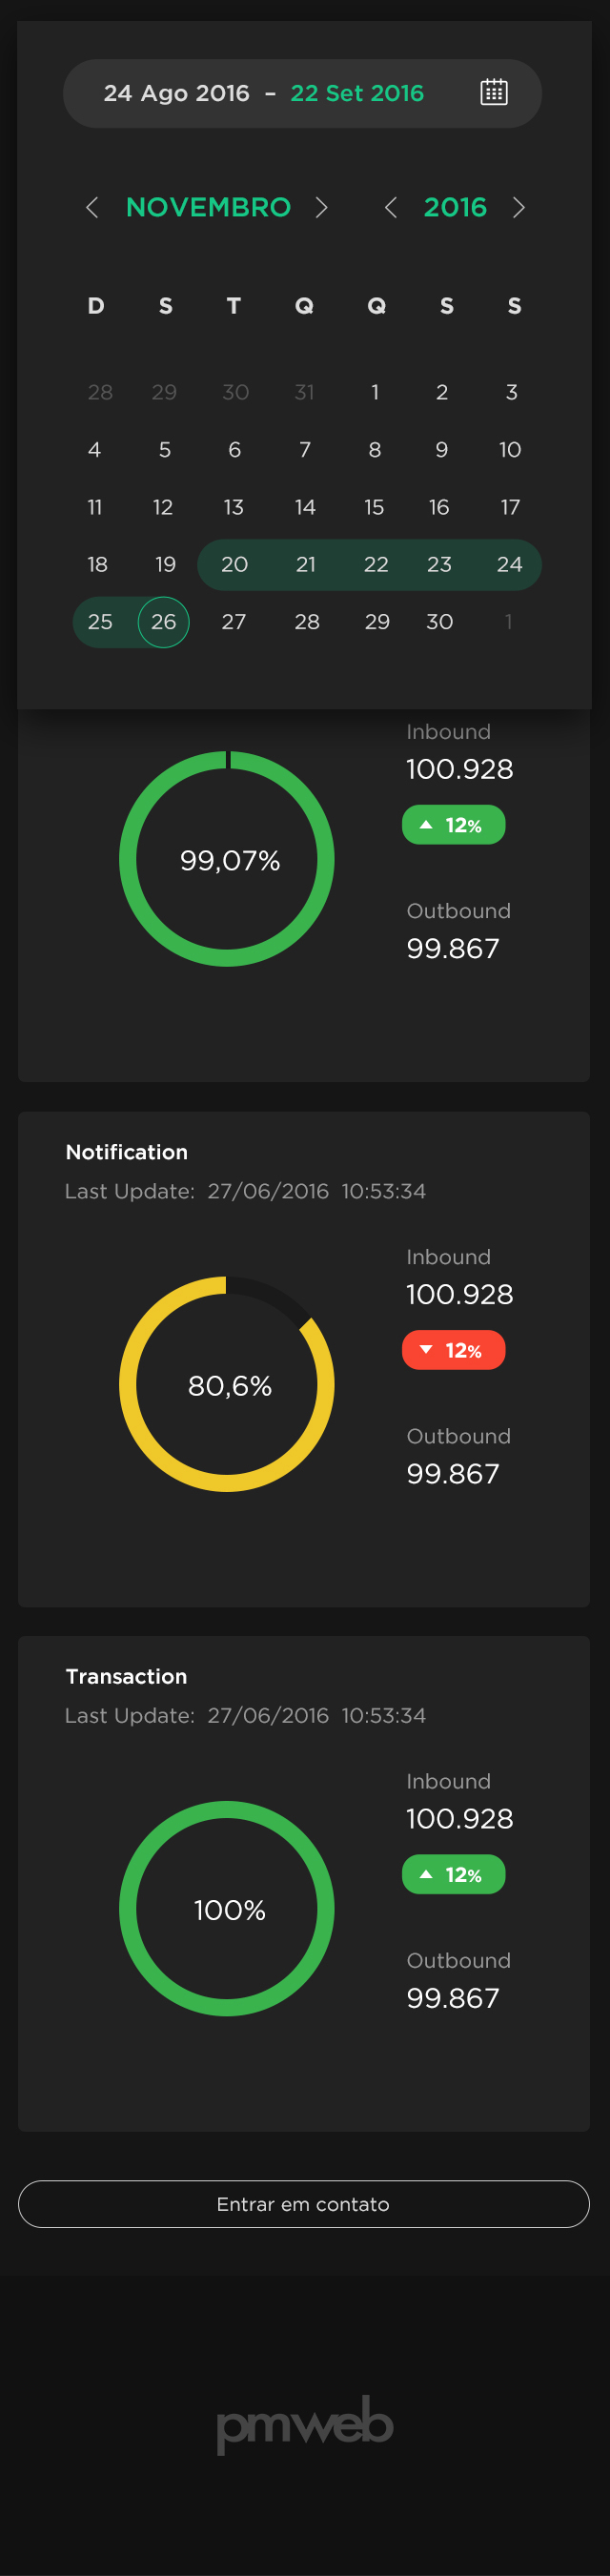 24 Ago 2016 – 22 Set 2016
NOVEMBRO 2016
D S T Q Q S S
28 29 30 31 1 2 3
4 5 6 7 8 9 10
11 12 13 14 15 16 17
18 19 20 21 22 23 24
25 26 27 28 29 30 1
Inbound
100.928
12%
99,07%
Outbound
99.867
Notification
Last Update: 27/06/2016 10:53:34
Inbound
100.928
12%
80,6%
Outbound
99.867
Transaction
Last Update: 27/06/2016 10:53:34
Inbound
100.928
12%
100%
Outbound
99.867
Entrar em contato
pmweb